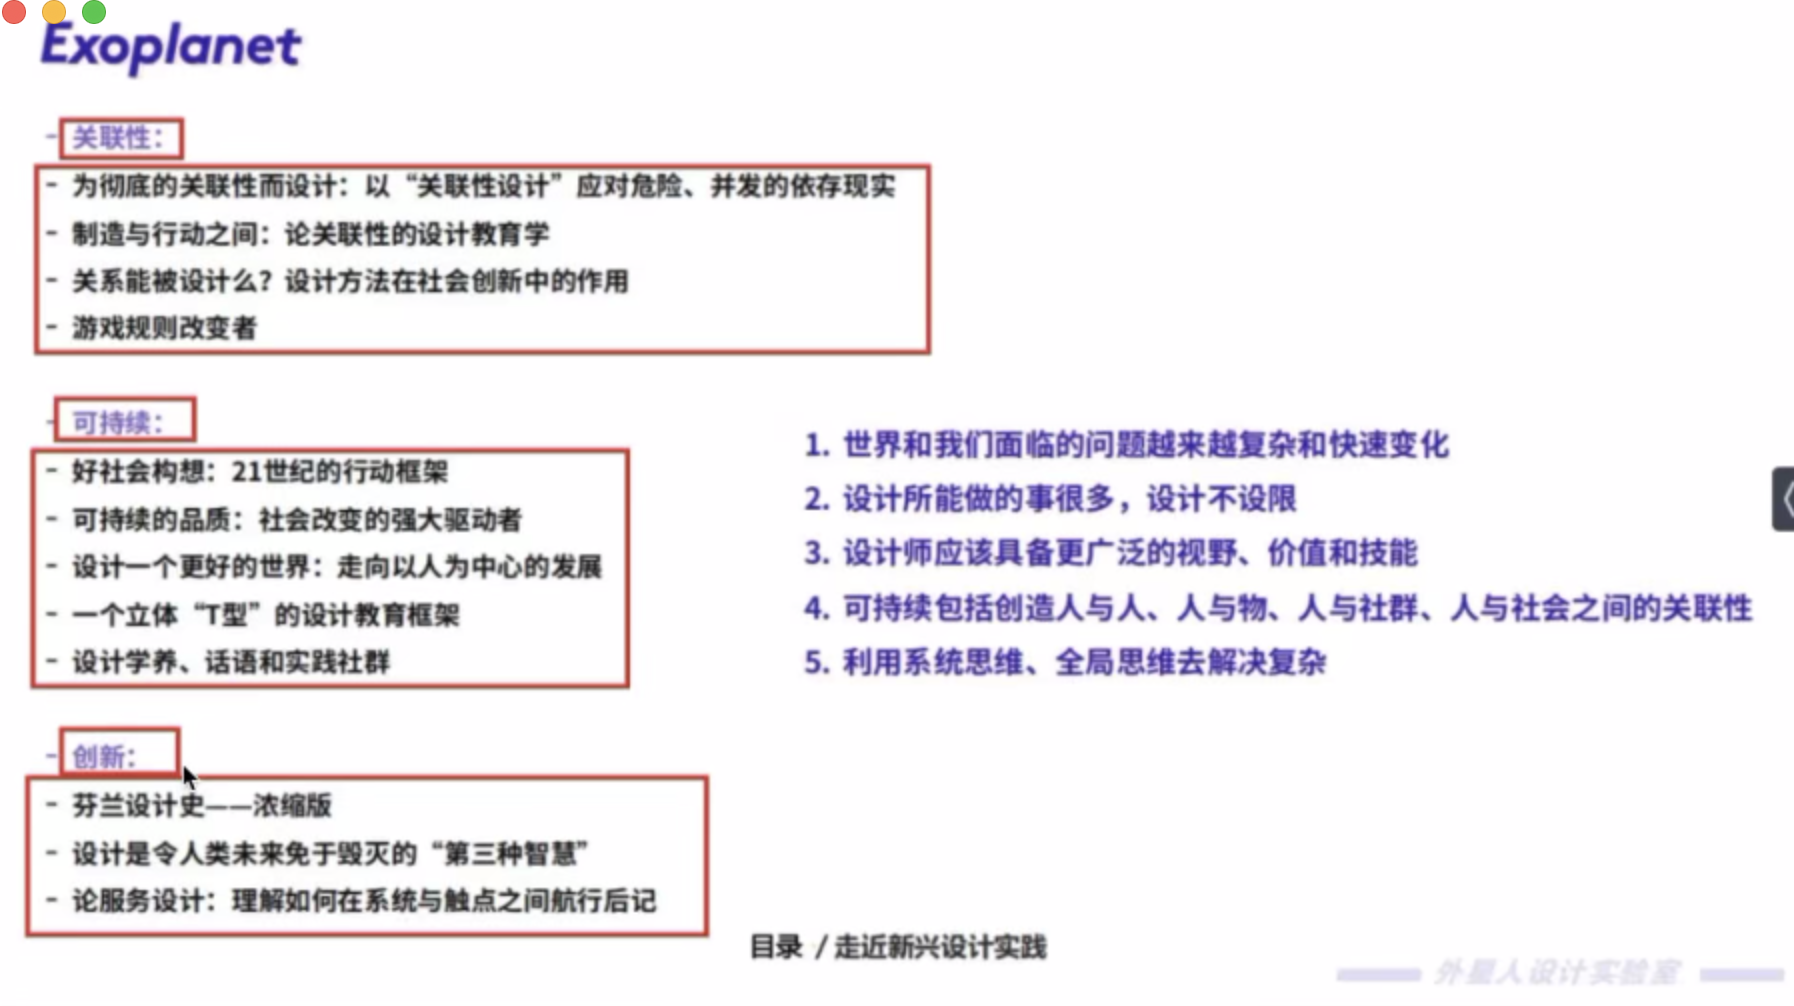 Exoplanet
- 关联性：
- 为彻底的关联性而设计：以“关联性设计”应对危险、并发的依存现实
- 制造与行动之间：论关联性的设计教育学
- 关系能被设计么？设计方法在社会创新中的作用
- 游戏规则改变者
- 可持续：
- 好社会构想：21世纪的行动框架
- 可持续的品质：社会改变的强大驱动者
- 设计一个更好的世界：走向以人为中心的发展
- 一个立体“T型”的设计教育框架
- 设计学养、话语和实践社群
- 创新：
- 芬兰设计史——浓缩版
- 设计是令人类未来免于毁灭的“第三种智慧”
- 论服务设计：理解如何在系统与触点之间航行后记
1. 世界和我们面临的问题越来越复杂和快速变化
2. 设计所能做的事很多，设计不设限
3. 设计师应该具备更广泛的视野、价值和技能
4. 可持续包括创造人与人、人与物、人与社群、人与社会之间的关联性
5. 利用系统思维、全局思维去解决复杂
目录 / 走近新兴设计实践
外星人设计实验室